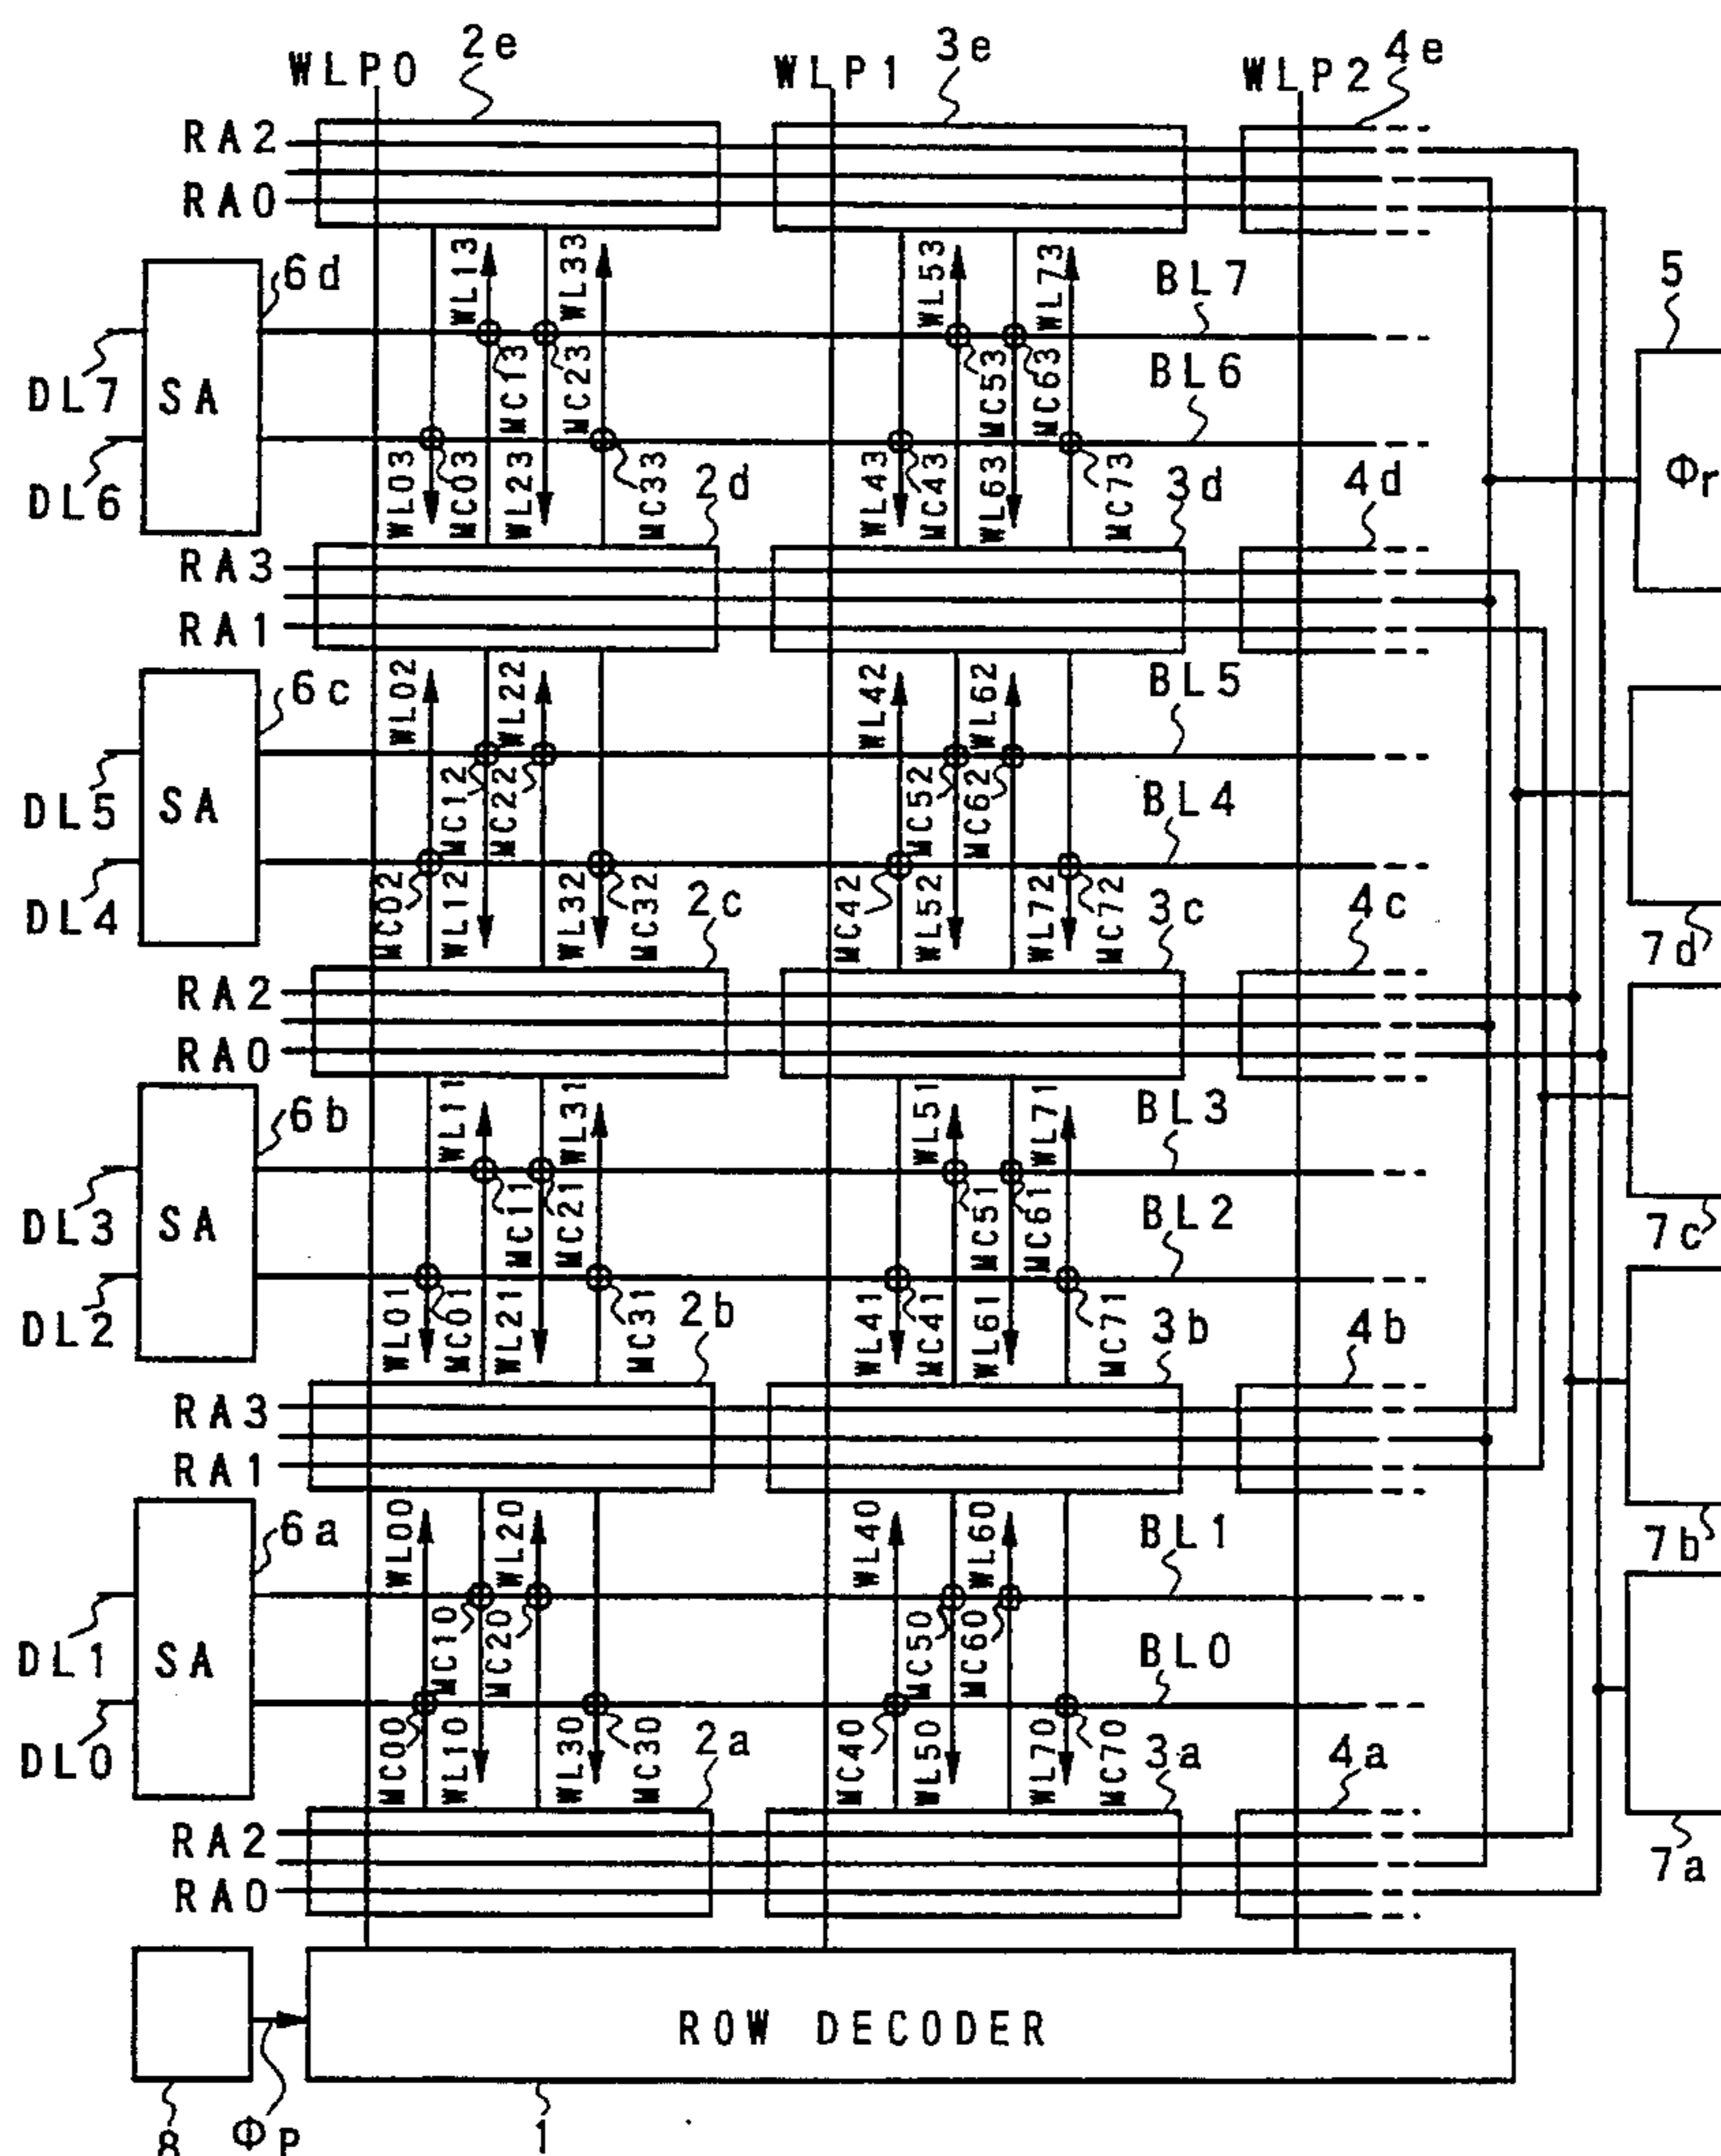 2e 3e 4e
WLP0 WLP1 WLP2
RA2
RA0
WL13 WL33 WL53 WL73
6d BL7 5
DL7 SA BL6
MC13 MC23 MC53 MC63
DL6 Φr
WL03 MC03 WL23 MC33 2d WL43 MC43 WL63 MC73 3d 4d
RA3
RA1
6c WL02 WL22 WL42 WL62 BL5
DL5 SA MC12 MC22 MC52 MC62 BL4
DL4 MC02 WL12 WL32 MC32 2c MC42 WL52 WL72 MC72 3c 4c 7d
RA2
RA0
6b WL11 WL31 WL51 WL71 BL3
DL3 SA MC11 MC21 MC51 MC61 BL2 7c
DL2 WL01 MC01 WL21 MC31 2b WL41 MC41 WL61 MC71 3b 4b
RA3
RA1
6a WL00 WL20 WL40 WL60 BL1 7b
DL1 SA MC10 MC20 MC50 MC60 BL0
DL0 MC00 WL10 WL30 MC30 2a MC40 WL50 WL70 MC70 3a 4a
RA2 7a
RA0
ROW DECODER
8 ΦP 1